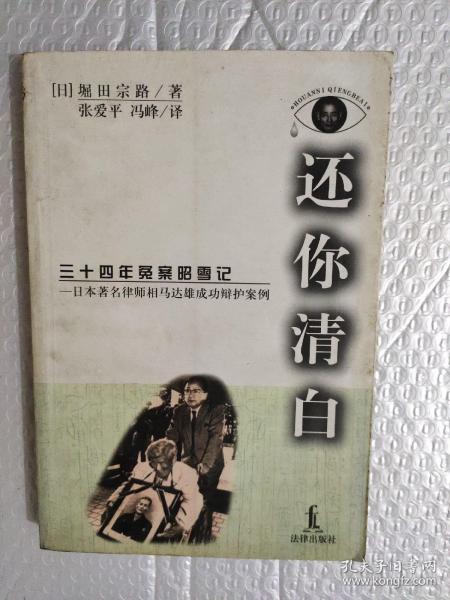 [日]堀田宗路/著
张爱平 冯峰/译
HUANNI QINGBAI
还你清白
三十四年冤案昭雪记
—日本著名律师相马达雄成功辩护案例
法律出版社
孔夫子旧书网
www.kongfz.com